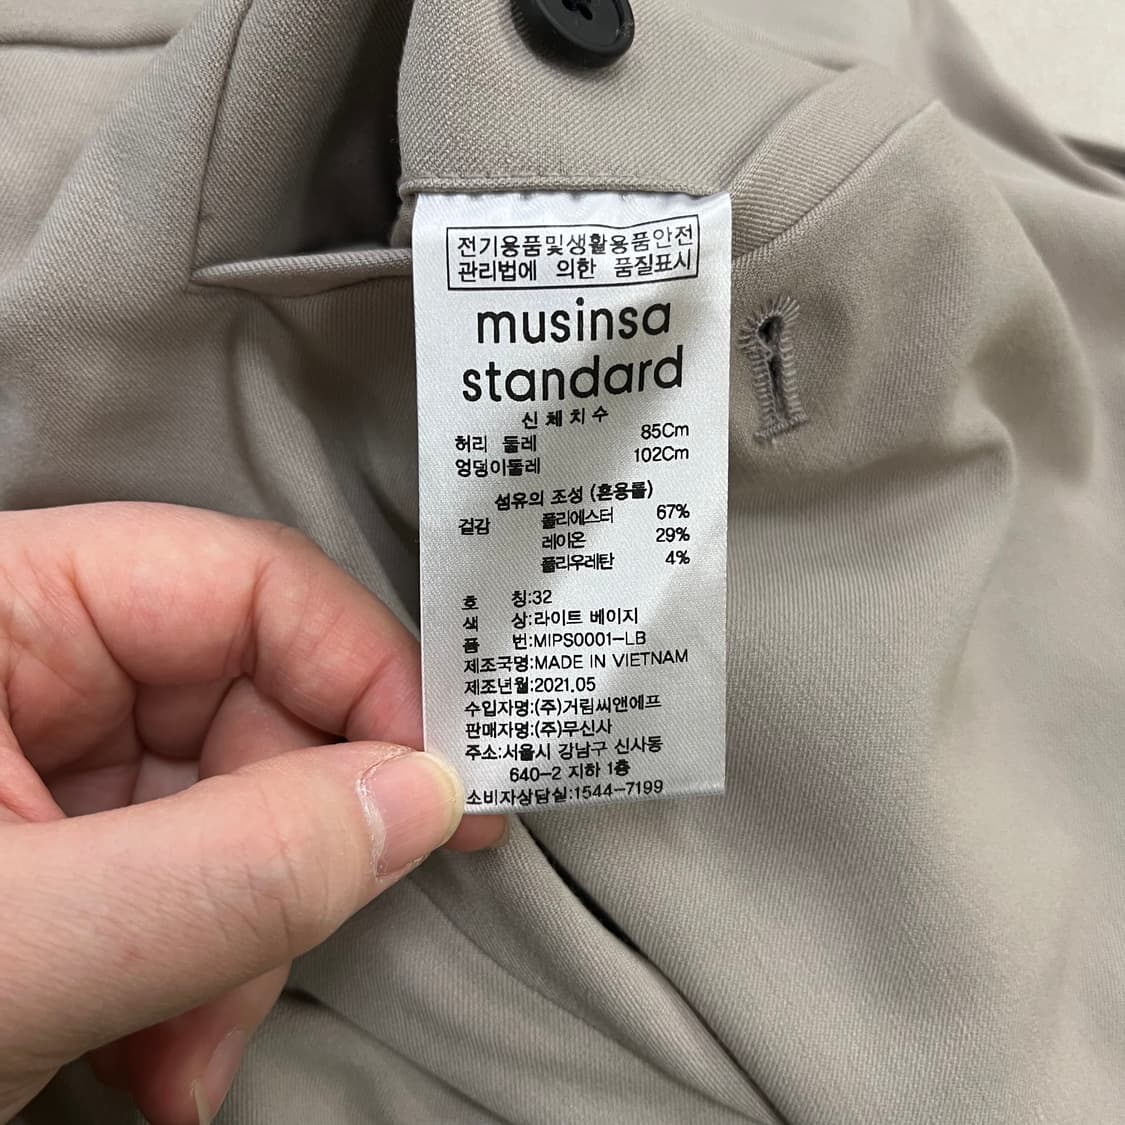 전기용품및생활용품안전
관리법에 의한 품질표시
musinsa
standard
신체치수
허리 둘레 85Cm
엉덩이둘레 102Cm
섬유의 조성 (혼용률)
겉감 폴리에스터 67%
레이온 29%
폴리우레탄 4%
호 칭:32
색 상:라이트 베이지
품 번:MIPS0001-LB
제조국명:MADE IN VIETNAM
제조년월:2021.05
수입자명:(주)거림씨앤에프
판매자명:(주)무신사
주소:서울시 강남구 신사동
640-2 지하 1층
소비자상담실:1544-7199